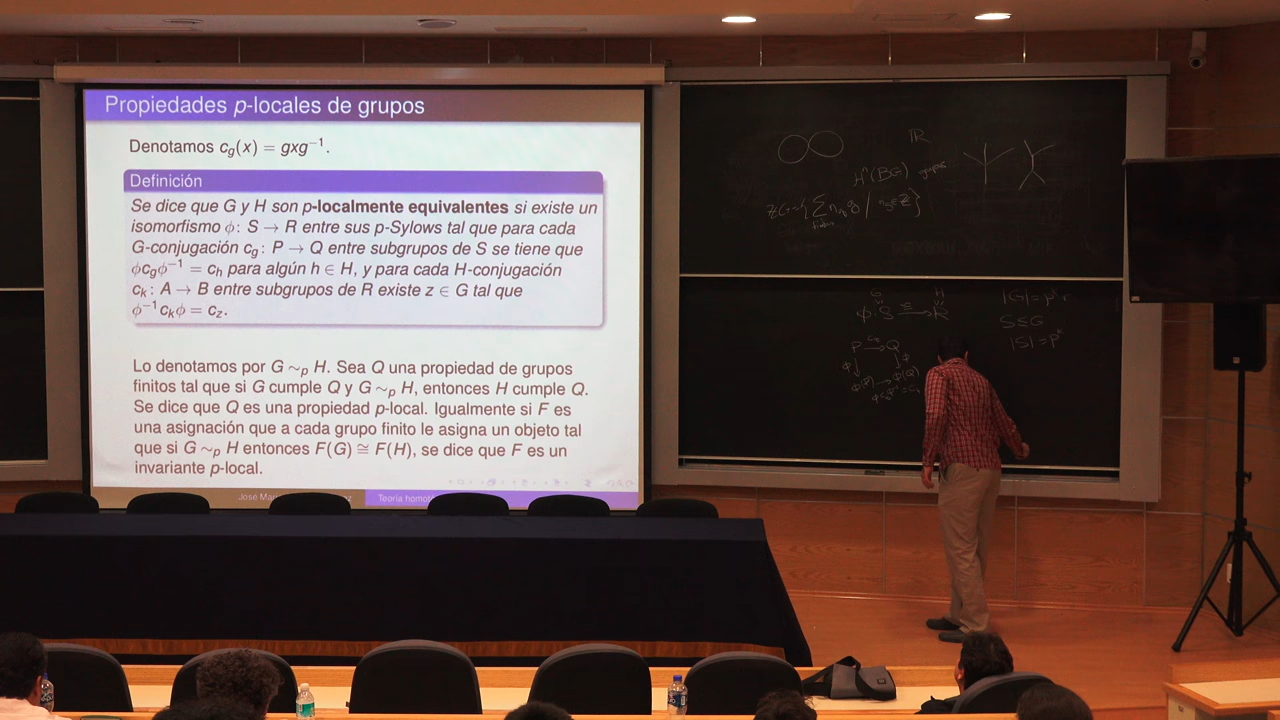 Propiedades p-locales de grupos
Denotamos c_g(x) = gxg⁻¹.
Definición
Se dice que G y H son p-localmente equivalentes si existe un
isomorfismo ϕ: S → R entre sus p-Sylows tal que para cada
G-conjugación c_g: P → Q entre subgrupos de S se tiene que
ϕc_gϕ⁻¹ = c_h para algún h ∈ H, y para cada H-conjugación
c_k: A → B entre subgrupos de R existe z ∈ G tal que
ϕ⁻¹c_kϕ = c_z.
Lo denotamos por G ∼_p H. Sea Q una propiedad de grupos
finitos tal que si G cumple Q y G ∼_p H, entonces H cumple Q.
Se dice que Q es una propiedad p-local. Igualmente si F es
una asignación que a cada grupo finito le asigna un objeto tal
que si G ∼_p H entonces F(G) ≅ F(H), se dice que F es un
invariante p-local.
José
Teoría
ℝ
(BG) grupos
G H
ϕ: S → R
P → Q
ϕ ϕ
ϕ(P) → ϕ(Q)
|G| =
S ≤ G
|S| =